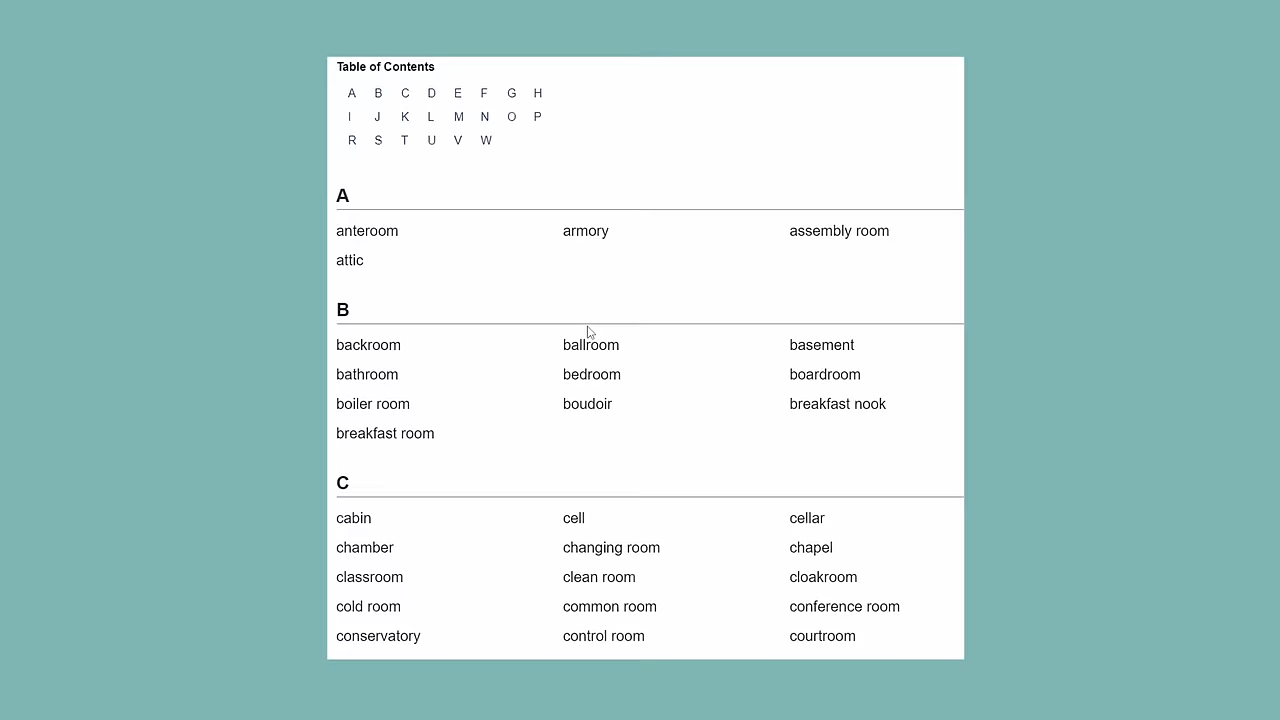 Table of Contents
A B C D E F G H
I J K L M N O P
R S T U V W
A
anteroom armory assembly room
attic
B
backroom ballroom basement
bathroom bedroom boardroom
boiler room boudoir breakfast nook
breakfast room
C
cabin cell cellar
chamber changing room chapel
classroom clean room cloakroom
cold room common room conference room
conservatory control room courtroom